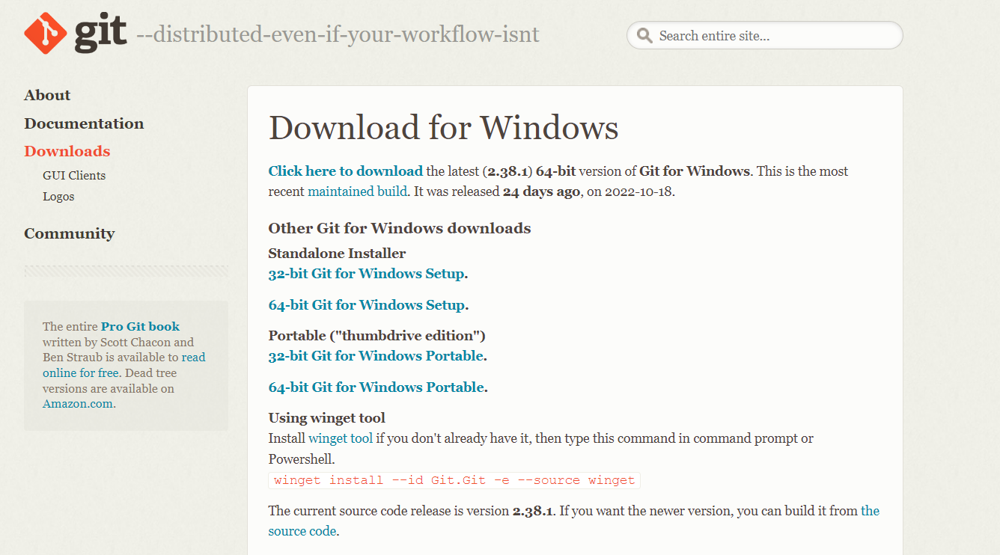 git --distributed-even-if-your-workflow-isnt
Search entire site...
About
Documentation
Downloads
GUI Clients
Logos
Community
The entire Pro Git book
written by Scott Chacon and
Ben Straub is available to read
online for free. Dead tree
versions are available on
Amazon.com.
Download for Windows
Click here to download the latest (2.38.1) 64-bit version of Git for Windows. This is the most
recent maintained build. It was released 24 days ago, on 2022-10-18.
Other Git for Windows downloads
Standalone Installer
32-bit Git for Windows Setup.
64-bit Git for Windows Setup.
Portable ("thumbdrive edition")
32-bit Git for Windows Portable.
64-bit Git for Windows Portable.
Using winget tool
Install winget tool if you don't already have it, then type this command in command prompt or
Powershell.
winget install --id Git.Git -e --source winget
The current source code release is version 2.38.1. If you want the newer version, you can build it from the
source code.